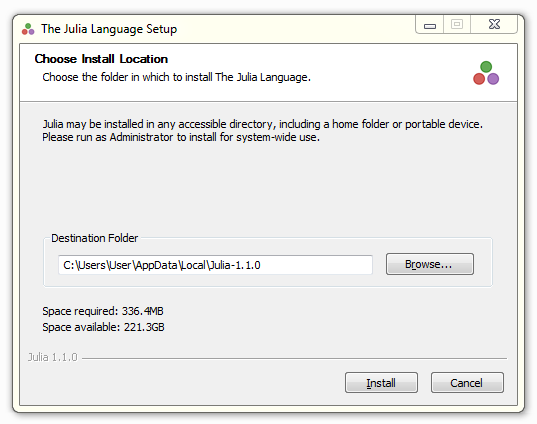 The Julia Language Setup
Choose Install Location
Choose the folder in which to install The Julia Language.
Julia may be installed in any accessible directory, including a home folder or portable device.
Please run as Administrator to install for system-wide use.
Destination Folder
C:\Users\User\AppData\Local\Julia-1.1.0
Browse...
Space required: 336.4MB
Space available: 221.3GB
Julia 1.1.0
Install
Cancel